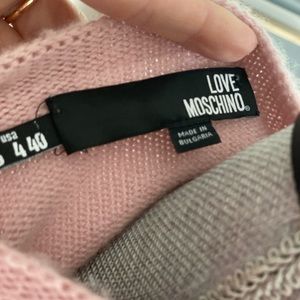 LOVE
MOSCHINO®
MADE IN
BULGARIA
usa
4 40